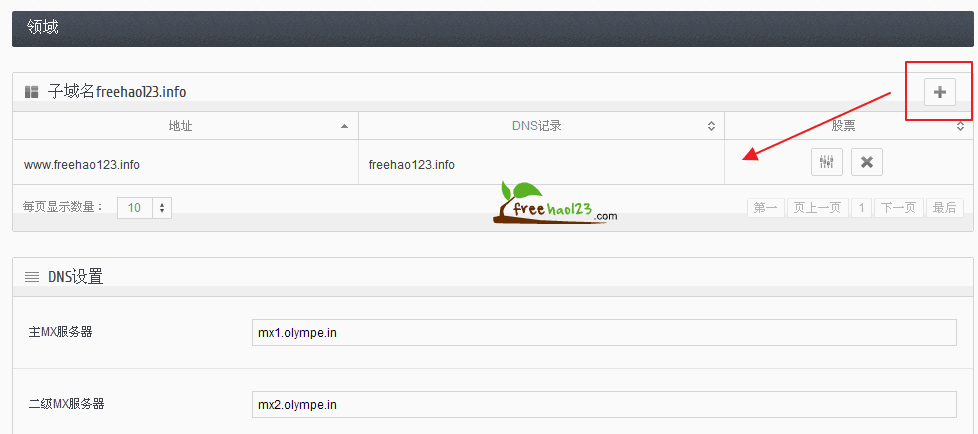 领域
子域名freehao123.info
地址 DNS记录 股票
www.freehao123.info freehao123.info
freehao123.com
每页显示数量： 10 第一 页上一页 1 下一页 最后
DNS设置
主MX服务器 mx1.olympe.in
二级MX服务器 mx2.olympe.in